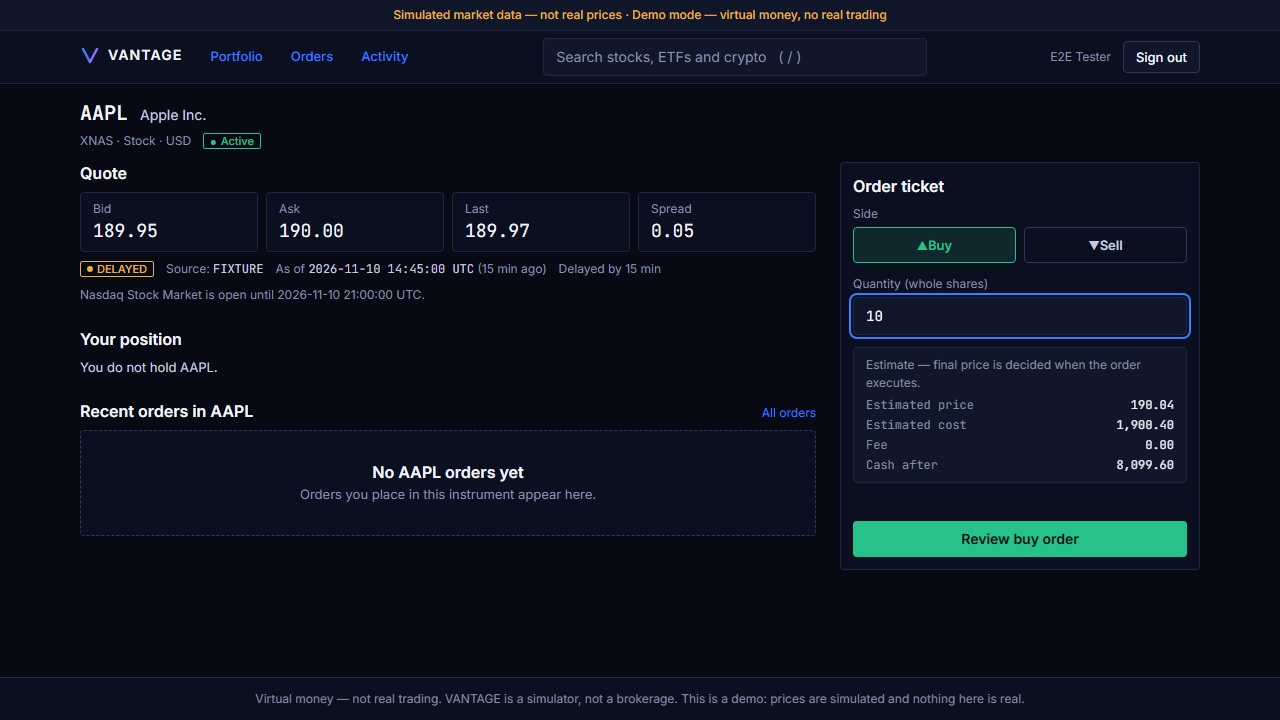 Simulated market data — not real prices · Demo mode — virtual money, no real trading
VANTAGE
Portfolio
Orders
Activity
Search stocks, ETFs and crypto ( / )
E2E Tester
Sign out
AAPL Apple Inc.
XNAS · Stock · USD
Active
Quote
Bid
189.95
Ask
190.00
Last
189.97
Spread
0.05
DELAYED Source: FIXTURE As of 2026-11-10 14:45:00 UTC (15 min ago) Delayed by 15 min
Nasdaq Stock Market is open until 2026-11-10 21:00:00 UTC.
Your position
You do not hold AAPL.
Recent orders in AAPL
All orders
No AAPL orders yet
Orders you place in this instrument appear here.
Order ticket
Side
▲Buy
▼Sell
Quantity (whole shares)
10
Estimate — final price is decided when the order
executes.
Estimated price 190.04
Estimated cost 1,900.40
Fee 0.00
Cash after 8,099.60
Review buy order
Virtual money — not real trading. VANTAGE is a simulator, not a brokerage. This is a demo: prices are simulated and nothing here is real.